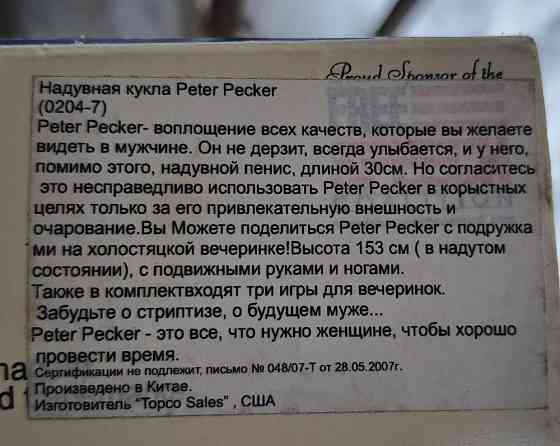 Proud Sponsor of the
Надувная кукла Peter Pecker
(0204-7)
Peter Pecker- воплощение всех качеств, которые вы желаете
видеть в мужчине. Он не дерзит, всегда улыбается, и у него,
помимо этого, надувной пенис, длиной 30см. Но согласитесь
это несправедливо использовать Peter Pecker в корыстных
целях только за его привлекательную внешность и
очарование.Вы Можете поделиться Peter Pecker с подружка
ми на холостяцкой вечеринке!Высота 153 см ( в надутом
состоянии), с подвижными руками и ногами.
Также в комплектвходят три игры для вечеринок.
Забудьте о стриптизе, о будущем муже...
Peter Pecker - это все, что нужно женщине, чтобы хорошо
провести время.
Сертификации не подлежит, письмо № 048/07-Т от 28.05.2007г.
Произведено в Китае.
Изготовитель "Topco Sales" , США